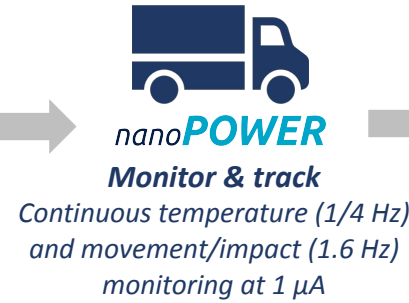 nanoPOWER
Monitor & track
Continuous temperature (1/4 Hz)
and movement/impact (1.6 Hz)
monitoring at 1 µA